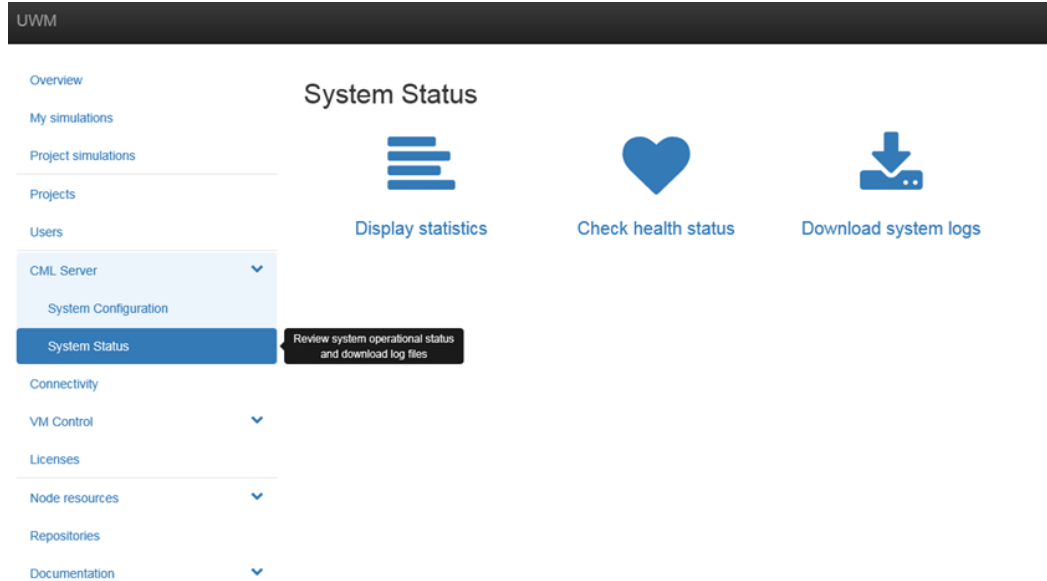 UWM
Overview
My simulations
Project simulations
Projects
Users
CML Server
System Configuration
System Status
Connectivity
VM Control
Licenses
Node resources
Repositories
Documentation
System Status
Display statistics
Check health status
Download system logs
Review system operational status
and download log files